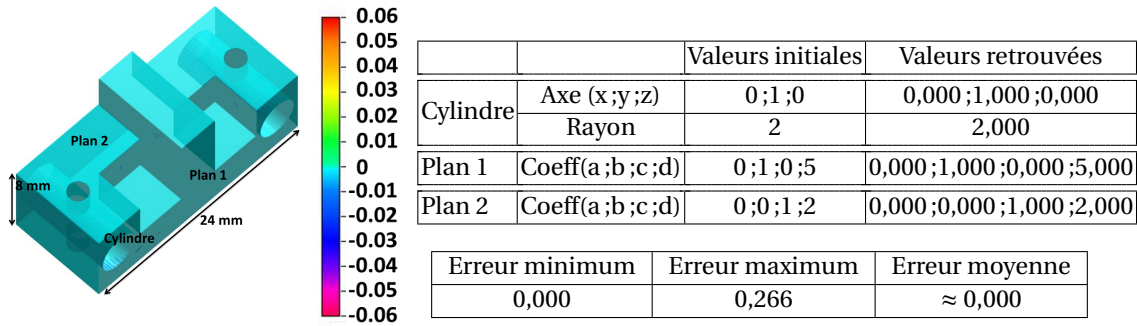 Plan 2
Plan 1
8 mm
24 mm
Cylindre
0.06
0.05
0.04
0.03
0.02
0.01
0
-0.01
-0.02
-0.03
-0.04
-0.05
-0.06
Valeurs initiales Valeurs retrouvées
Cylindre Axe (x ;y ;z) 0 ;1 ;0 0,000 ;1,000 ;0,000
Rayon 2 2,000
Plan 1 Coeff(a ;b ;c ;d) 0 ;1 ;0 ;5 0,000 ;1,000 ;0,000 ;5,000
Plan 2 Coeff(a ;b ;c ;d) 0 ;0 ;1 ;2 0,000 ;0,000 ;1,000 ;2,000
Erreur minimum Erreur maximum Erreur moyenne
0,000 0,266 ≈ 0,000